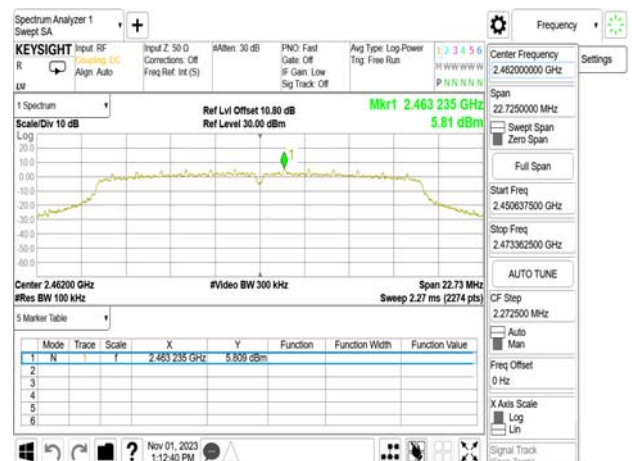 Spectrum Analyzer 1
Swept SA
+
Frequency
KEYSIGHT
R
LU
Input: RF
Coupling: DC
Align: Auto
Input Z: 50 Ω
Corrections: Off
Freq Ref: Int (S)
#Atten: 30 dB
PNO: Fast
Gate: Off
IF Gain: Low
Sig Track: Off
Avg Type: Log-Power
Trig: Free Run
1 2 3 4 5 6
M W W W W W
P N N N N N
Center Frequency
2.462000000 GHz
Settings
Span
22.7250000 MHz
Swept Span
Zero Span
Full Span
Start Freq
2.450637500 GHz
Stop Freq
2.473362500 GHz
AUTO TUNE
CF Step
2.272500 MHz
Auto
Man
Freq Offset
0 Hz
X Axis Scale
Log
Lin
Signal Track
1 Spectrum
Scale/Div 10 dB
Log
Ref Lvl Offset 10.80 dB
Ref Level 30.00 dBm
Mkr1 2.463 235 GHz
5.81 dBm
20.0
10.0
0.00
-10.0
-20.0
-30.0
-40.0
-50.0
-60.0
1
Center 2.46200 GHz
#Res BW 100 kHz
#Video BW 300 kHz
Span 22.73 MHz
Sweep 2.27 ms (2274 pts)
5 Marker Table
Mode Trace Scale X Y Function Function Width Function Value
1 N 1 f 2.463 235 GHz 5.809 dBm
2
3
4
5
6
?
Nov 01, 2023
1:12:40 PM